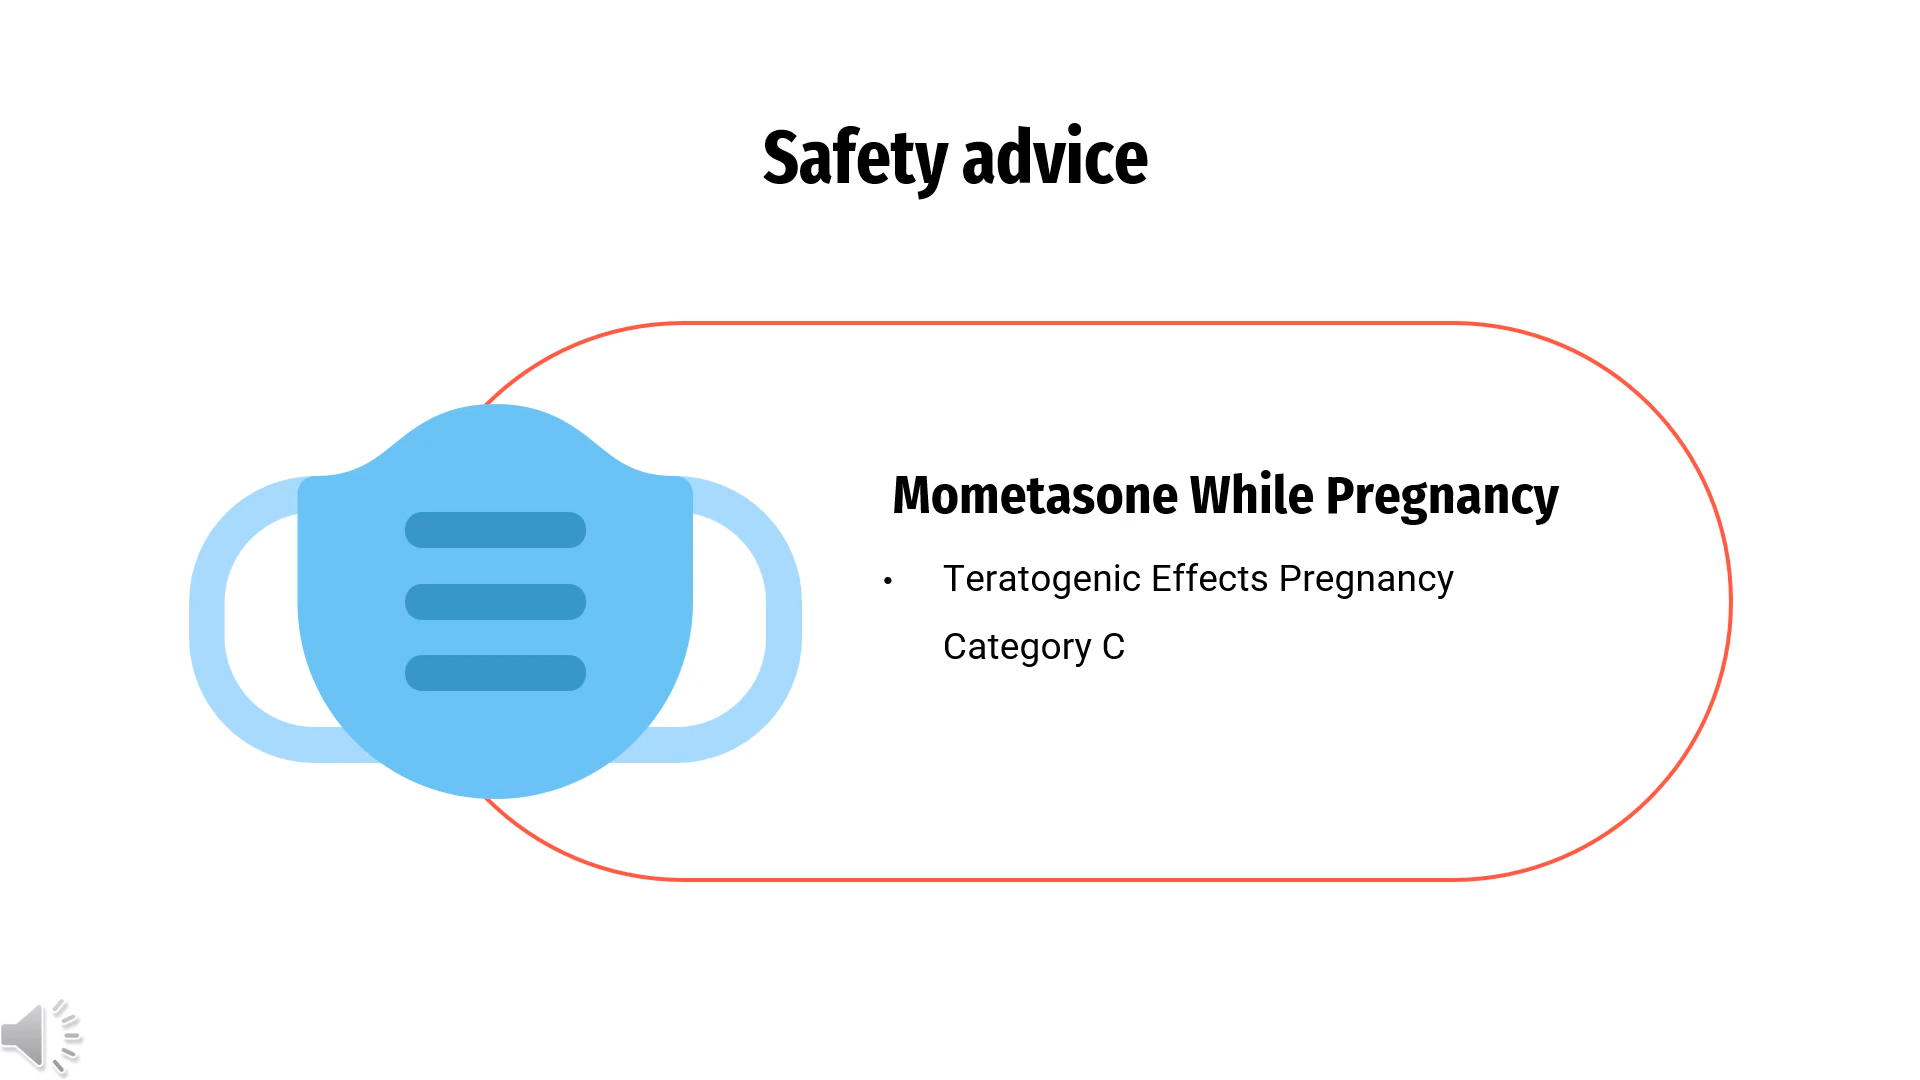 Safety advice
Mometasone While Pregnancy
• Teratogenic Effects Pregnancy
Category C